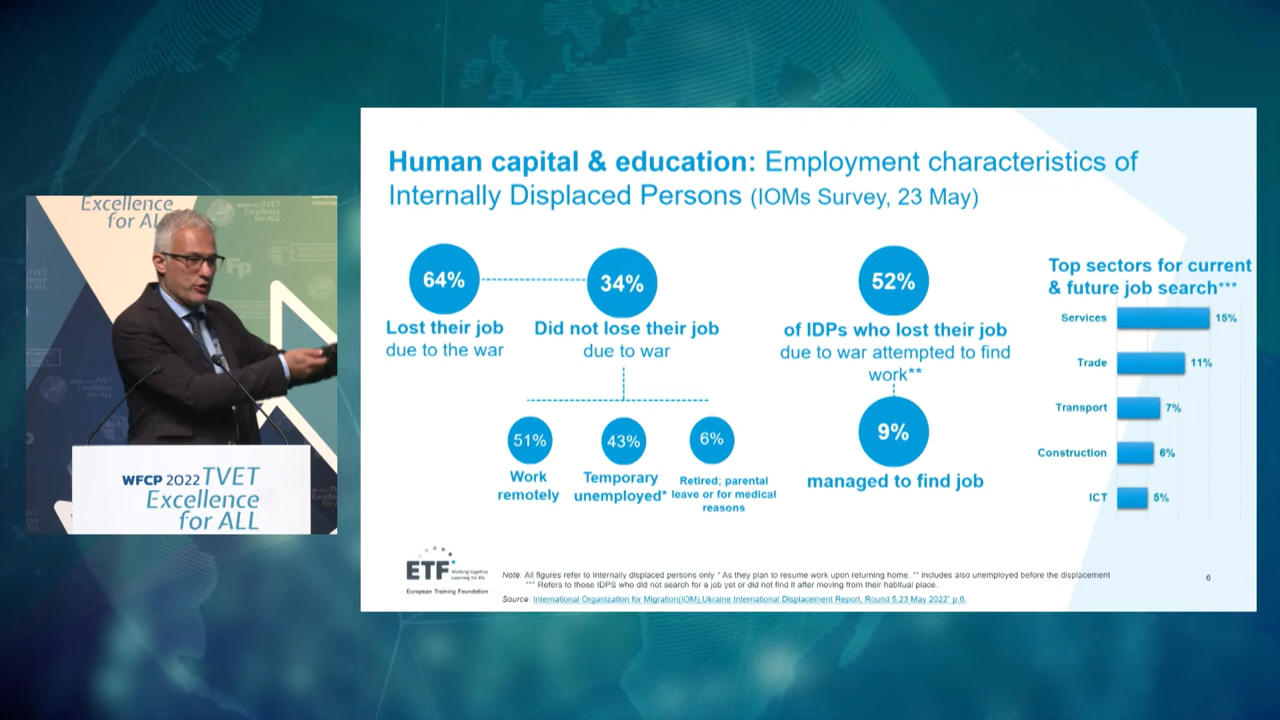 Excellence
for AL
WFCP 2022 TVET
Excellence
for ALL
Human capital & education: Employment characteristics of
Internally Displaced Persons (IOMs Survey, 23 May)
64%
Lost their job
due to the war
34%
Did not lose their job
due to war
51%
Work
remotely
43%
Temporary
unemployed*
6%
Retired; parental
leave or for medical
reasons
52%
of IDPs who lost their job
due to war attempted to find
work**
9%
managed to find job
Top sectors for current
& future job search***
Services 15%
Trade 11%
Transport 7%
Construction 6%
ICT 5%
ETF
Working together
Learning for life
European Training Foundation
Note: All figures refer to Internally displaced persons only * As they plan to resume work upon returning home. ** Includes also unemployed before the displacement
*** Refers to those IDPS who did not search for a job yet or did not find it after moving from their habitual place.
Source: International Organization for Migration(IOM),Ukraine International Displacement Report, Round 5,23 May 2022" p.6.
6